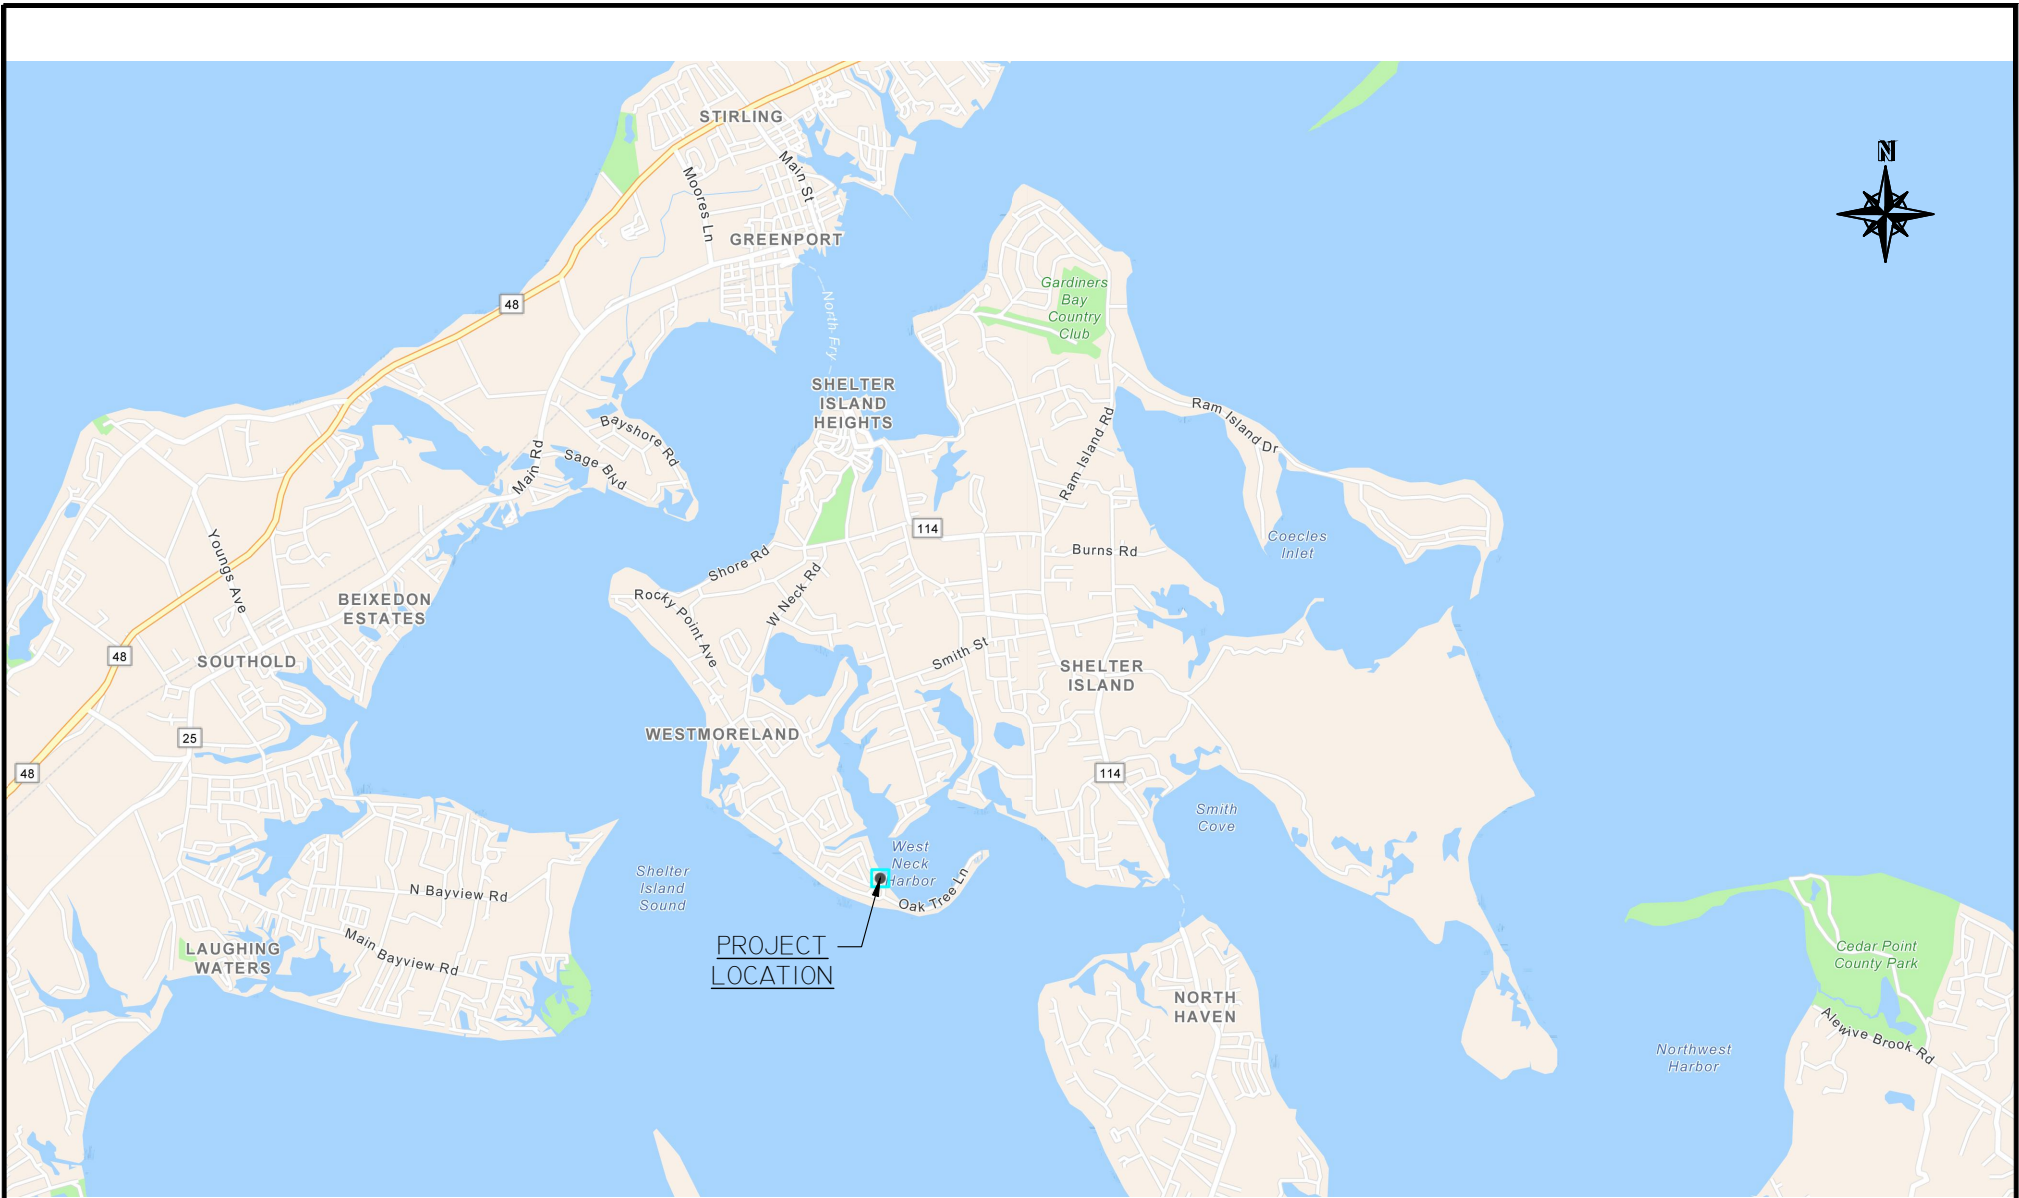 STIRLING
Main St
Moores Ln
N
GREENPORT
Gardiners
Bay
Country
Club
48
North Fry
SHELTER
ISLAND
HEIGHTS
Ram Island Dr
Bayshore Rd
Ram Island Rd
Main Rd
Sage Blvd
114
Coecles
Inlet
Youngs Ave
Shore Rd
Burns Rd
W Neck Rd
Rocky Point Ave
BEIXEDON
ESTATES
48
SOUTHOLD
Smith St
SHELTER
ISLAND
25
WESTMORELAND
48
114
Smith
Cove
West
Neck
Harbor
Shelter
Island
Sound
N Bayview Rd
Oak Tree Ln
PROJECT
LOCATION
LAUGHING
WATERS
Main Bayview Rd
Cedar Point
County Park
NORTH
HAVEN
Alewive Brook Rd
Northwest
Harbor